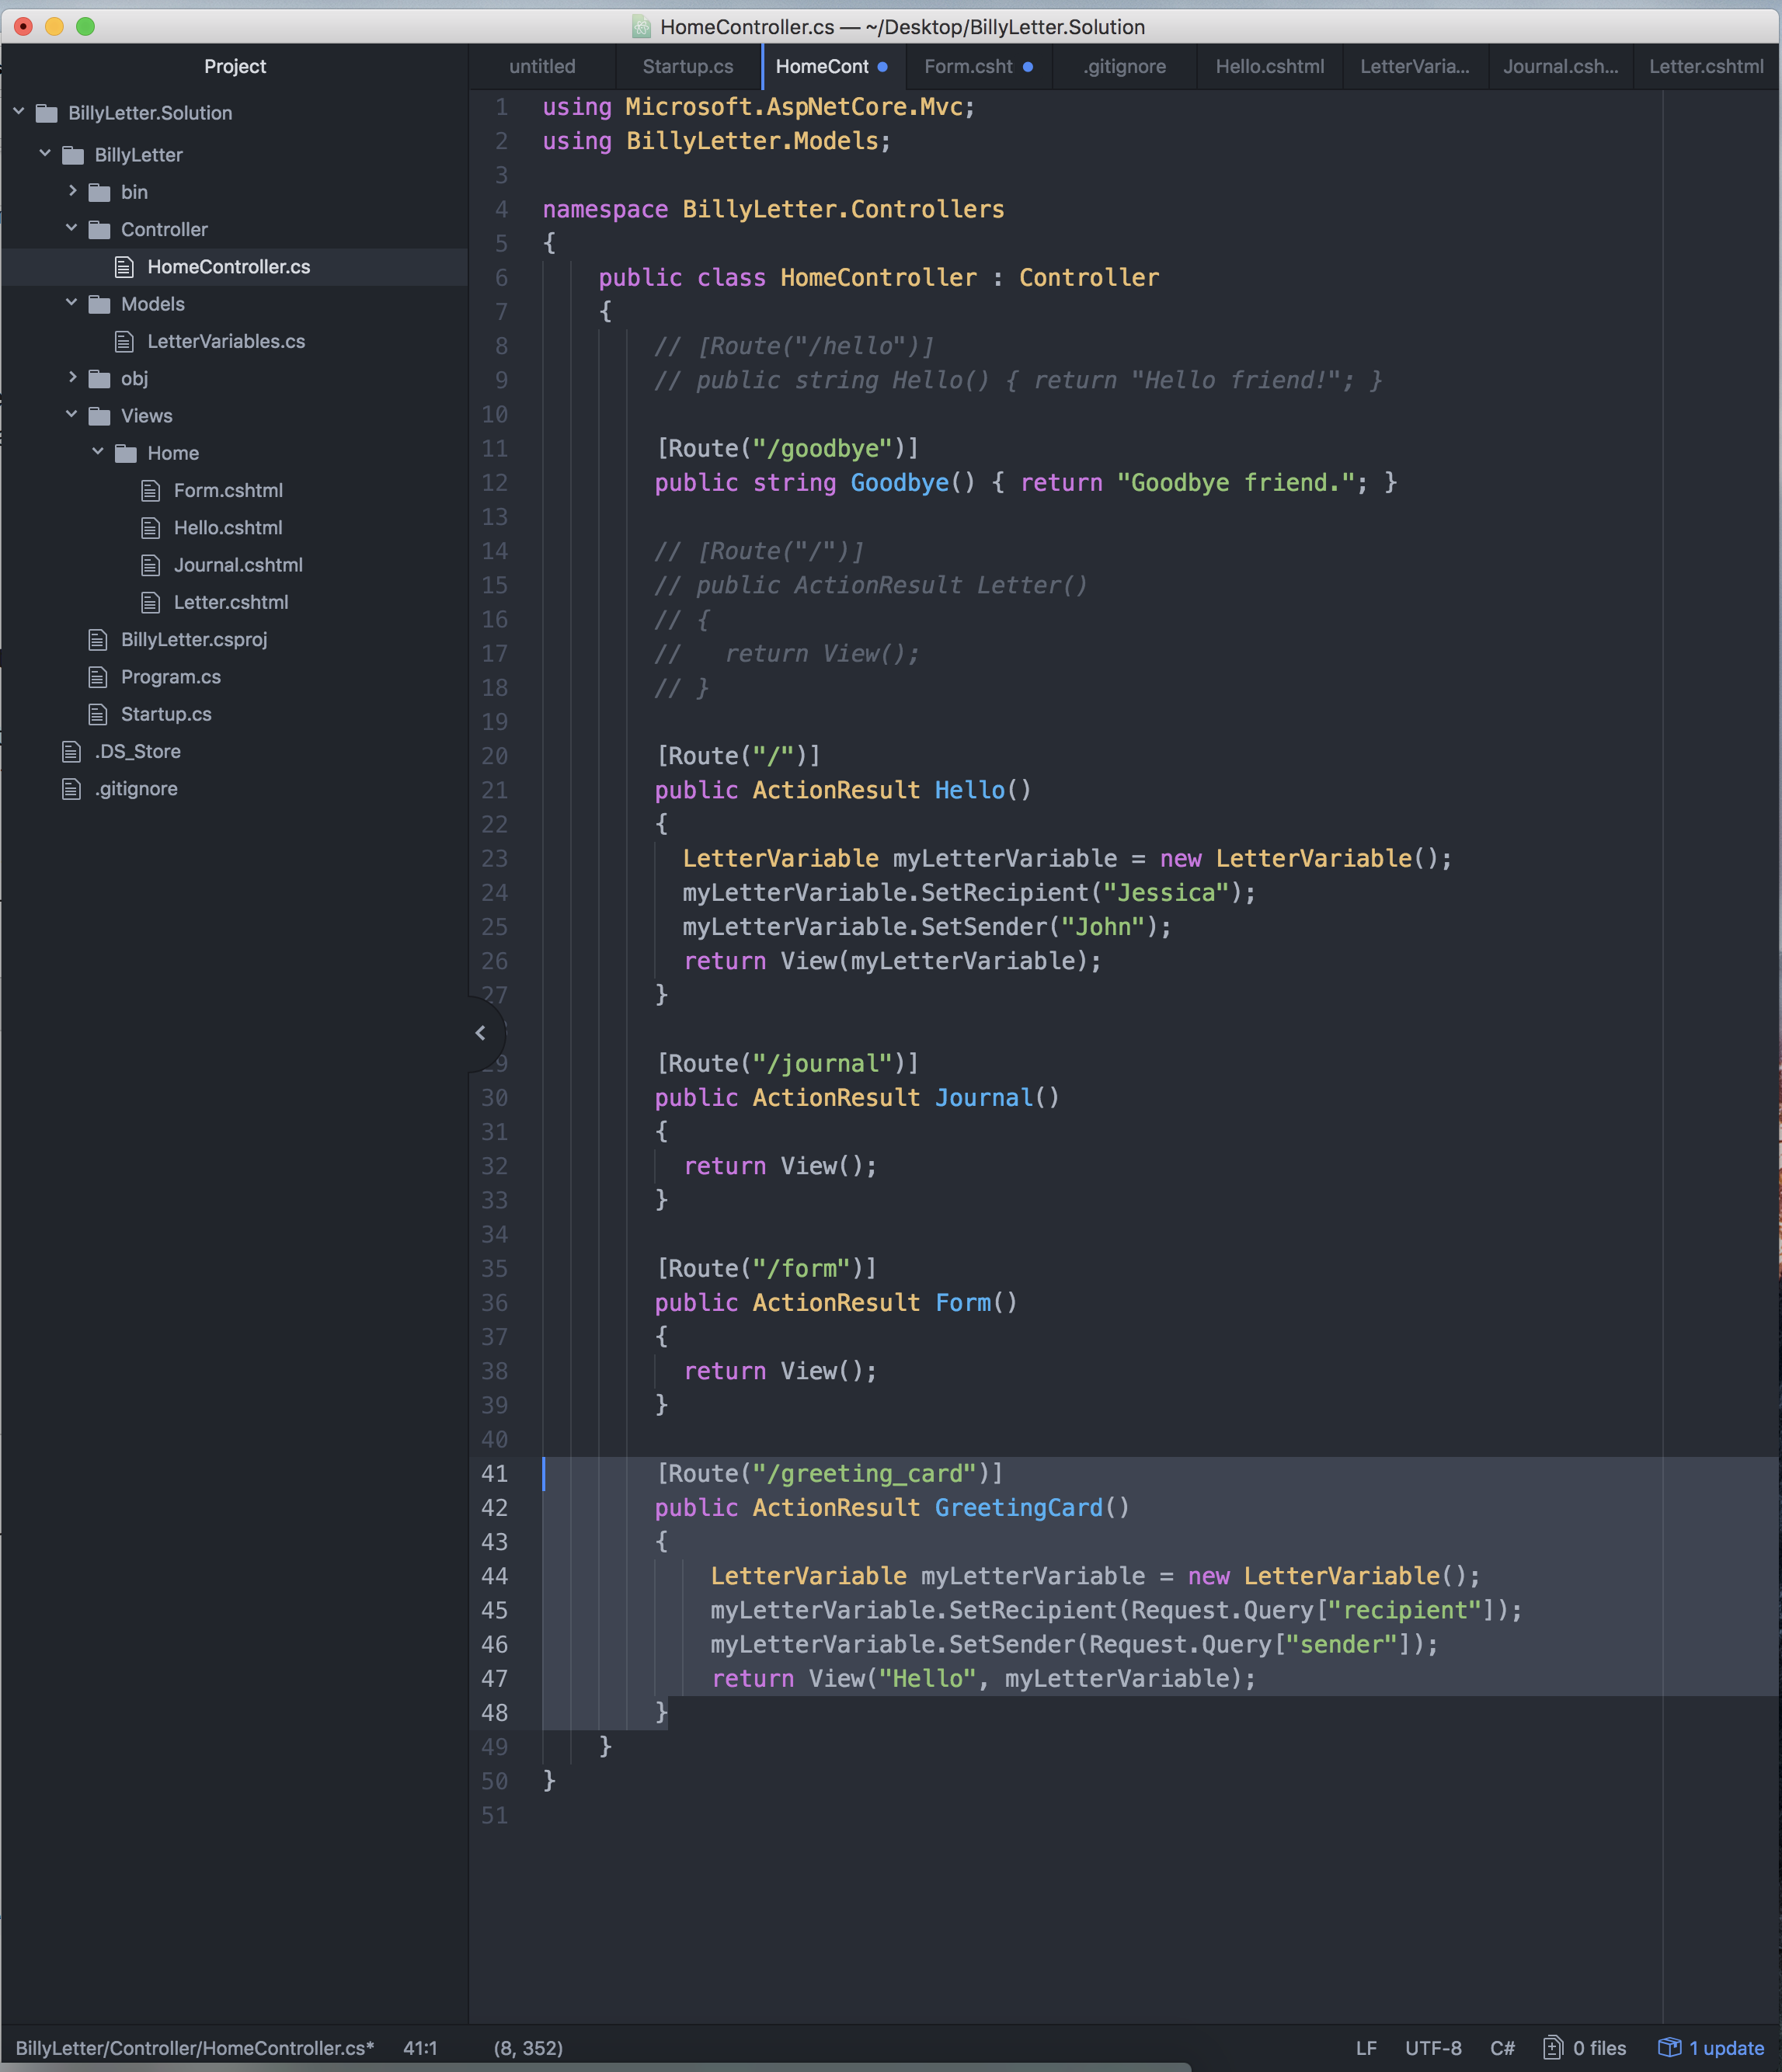 HomeController.cs — ~/Desktop/BillyLetter.Solution
Project
untitled
Startup.cs
HomeCont
Form.csht
.gitignore
Hello.cshtml
LetterVaria...
Journal.csh...
Letter.cshtml
BillyLetter.Solution
BillyLetter
bin
Controller
HomeController.cs
Models
LetterVariables.cs
obj
Views
Home
Form.cshtml
Hello.cshtml
Journal.cshtml
Letter.cshtml
BillyLetter.csproj
Program.cs
Startup.cs
.DS_Store
.gitignore
1 using Microsoft.AspNetCore.Mvc;
2 using BillyLetter.Models;
3
4 namespace BillyLetter.Controllers
5 {
6 public class HomeController : Controller
7 {
8 // [Route("/hello")]
9 // public string Hello() { return "Hello friend!"; }
10
11 [Route("/goodbye")]
12 public string Goodbye() { return "Goodbye friend."; }
13
14 // [Route("/")]
15 // public ActionResult Letter()
16 // {
17 // return View();
18 // }
19
20 [Route("/")]
21 public ActionResult Hello()
22 {
23 LetterVariable myLetterVariable = new LetterVariable();
24 myLetterVariable.SetRecipient("Jessica");
25 myLetterVariable.SetSender("John");
26 return View(myLetterVariable);
27 }
29 [Route("/journal")]
30 public ActionResult Journal()
31 {
32 return View();
33 }
34
35 [Route("/form")]
36 public ActionResult Form()
37 {
38 return View();
39 }
40
41 [Route("/greeting_card")]
42 public ActionResult GreetingCard()
43 {
44 LetterVariable myLetterVariable = new LetterVariable();
45 myLetterVariable.SetRecipient(Request.Query["recipient"]);
46 myLetterVariable.SetSender(Request.Query["sender"]);
47 return View("Hello", myLetterVariable);
48 }
49 }
50 }
51
BillyLetter/Controller/HomeController.cs* 41:1 (8, 352) LF UTF-8 C# 0 files 1 update